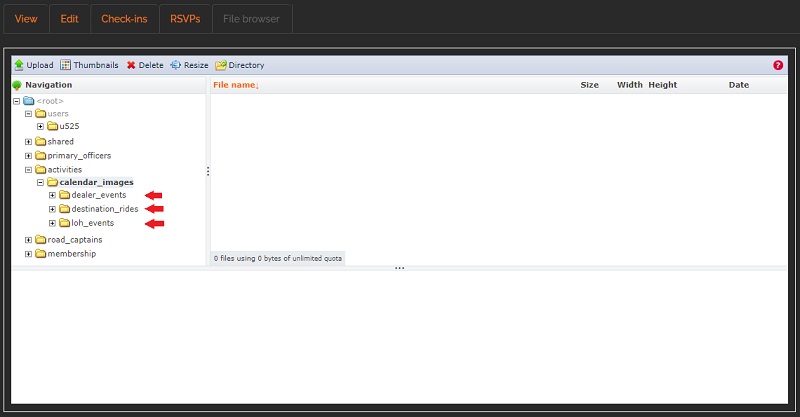 View Edit Check-ins RSVPs File browser
Upload Thumbnails Delete Resize Directory ?
Navigation
<root>
users
u525
shared
primary_officers
activities
calendar_images
dealer_events
destination_rides
loh_events
road_captains
membership
File name↓ Size Width Height Date
0 files using 0 bytes of unlimited quota